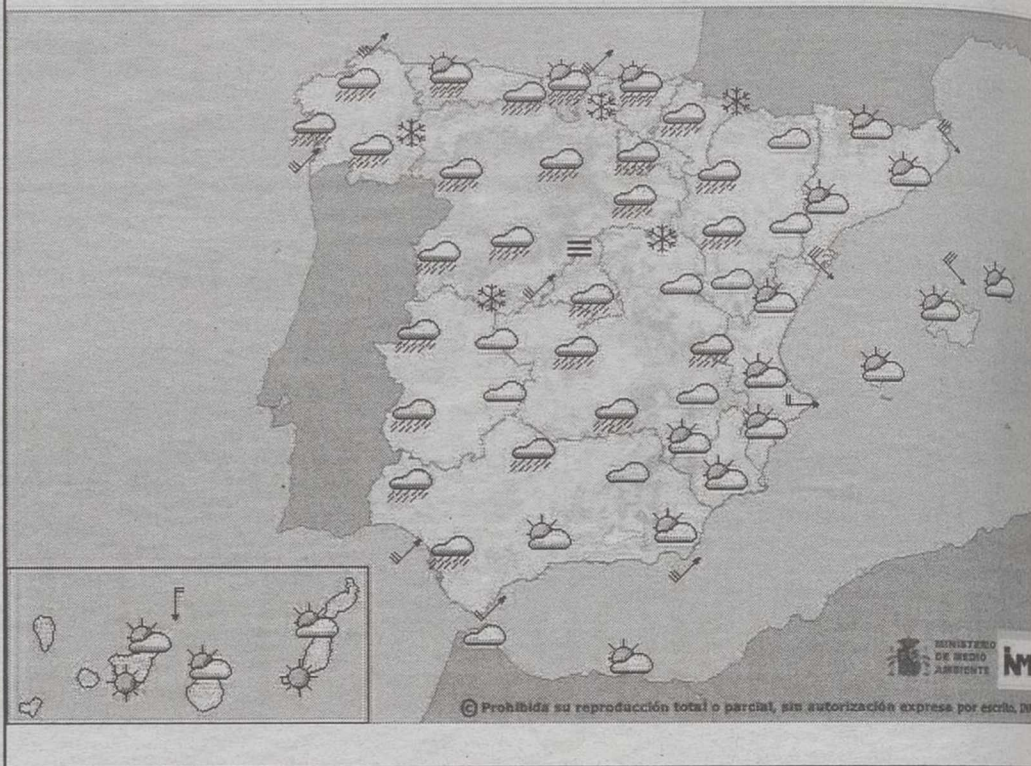 MINISTERIO
DE MEDIO
AMBIENTE
© Prohibida su reproducción total o parcial, sin autorización expresa por escrito,